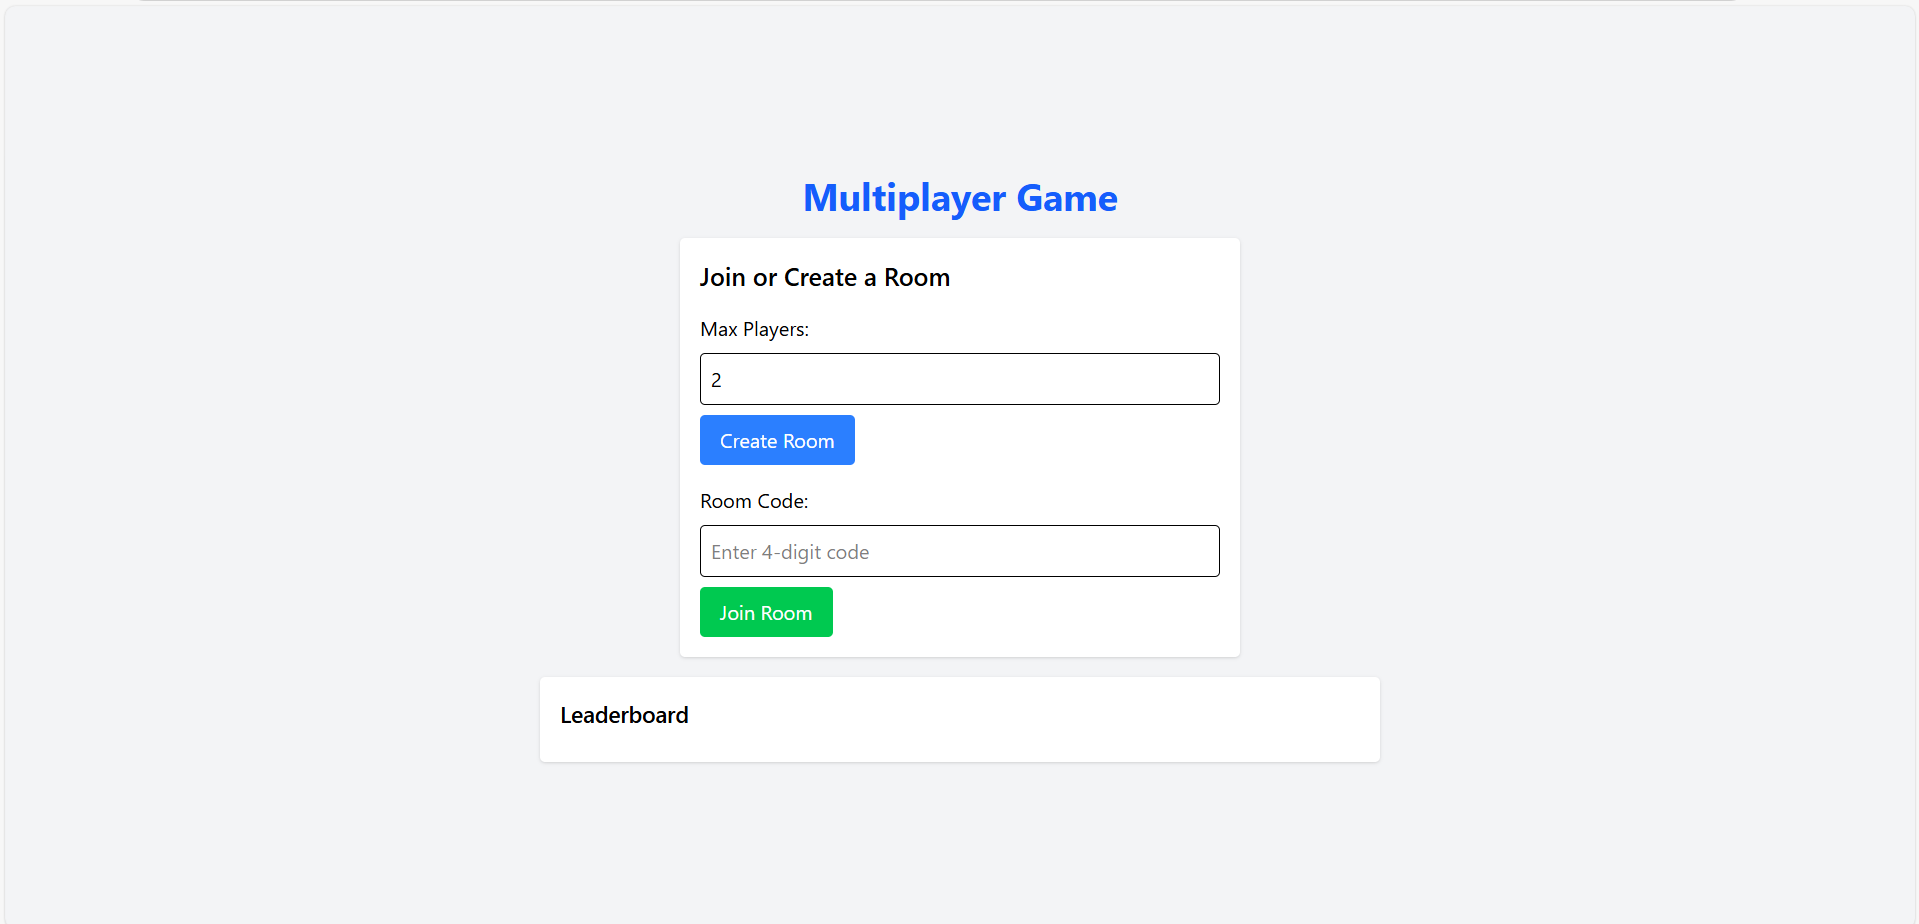 Multiplayer Game
Join or Create a Room
Max Players:
2
Create Room
Room Code:
Enter 4-digit code
Join Room
Leaderboard